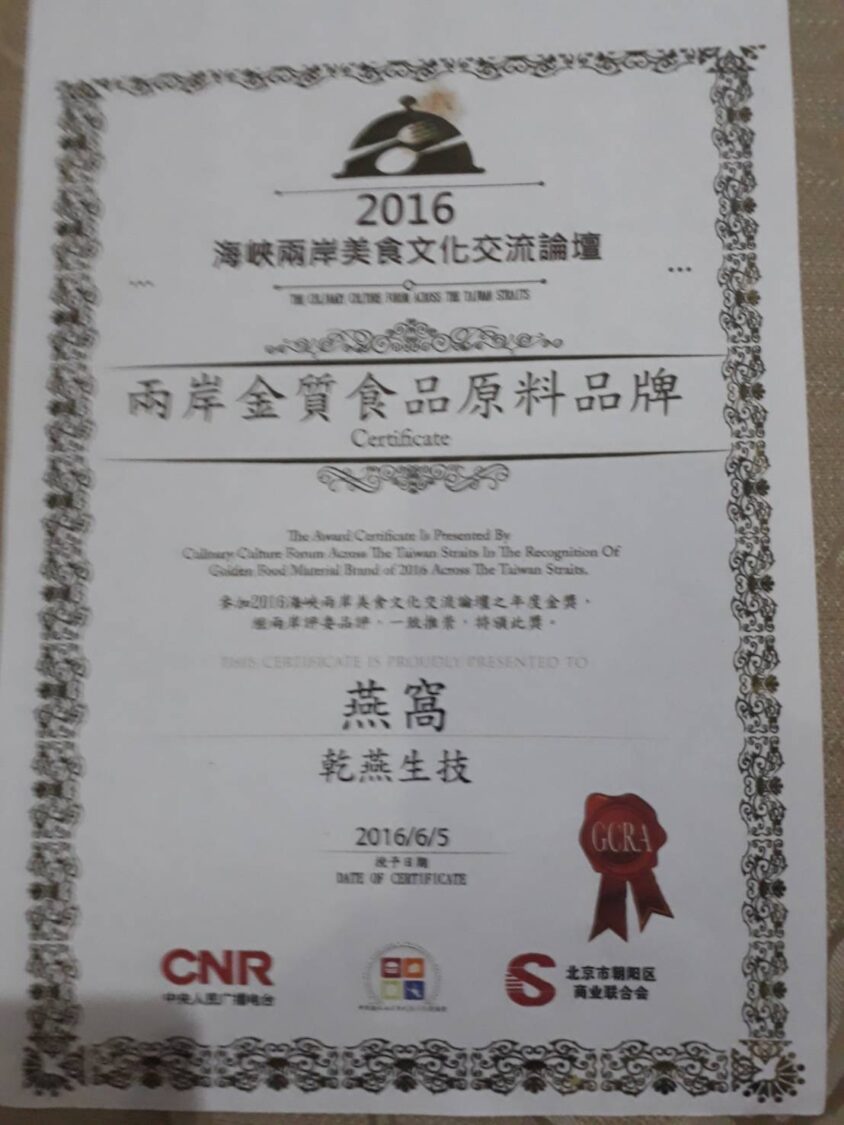 2016
海峽兩岸美食文化交流論壇
THE CULINARY CULTURE FORUM ACROSS THE TAIWAN STRAITS
兩岸金質食品原料品牌
Certificate
The Award Certificate Is Presented By
Culinary Culture Forum Across The Taiwan Straits In The Recognition Of
Golden Food Material Brand of 2016 Across The Taiwan Straits.
參加2016海峽兩岸美食文化交流論壇之年度金獎,
經兩岸評委品評,一致推崇,特頒此獎。
THIS CERTIFICATE IS PROUDLY PRESENTED TO
燕窩
乾燕生技
2016/6/5
授予日期
DATE OF CERTIFICATE
GCRA
CNR
中央人民广播电台
北京市朝阳区
商业联合会